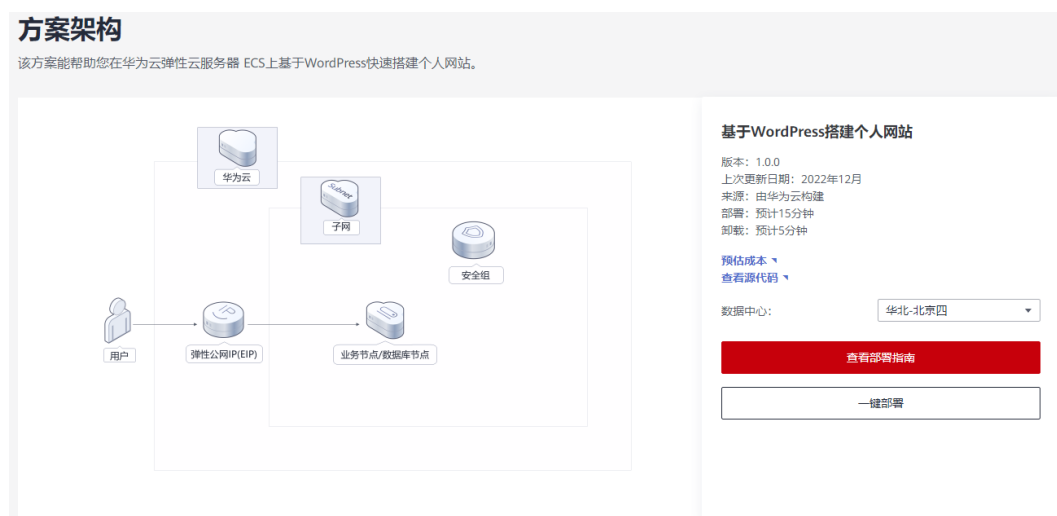 方案架构
该方案能帮助您在华为云弹性云服务器 ECS上基于WordPress快速搭建个人网站。
华为云
Subnet
子网
安全组
用户
IP
弹性公网IP(EIP)
业务节点/数据库节点
基于WordPress搭建个人网站
版本：1.0.0
上次更新日期：2022年12月
来源：由华为云构建
部署：预计15分钟
卸载：预计5分钟
预估成本
查看源代码
数据中心：
华北-北京四
查看部署指南
一键部署